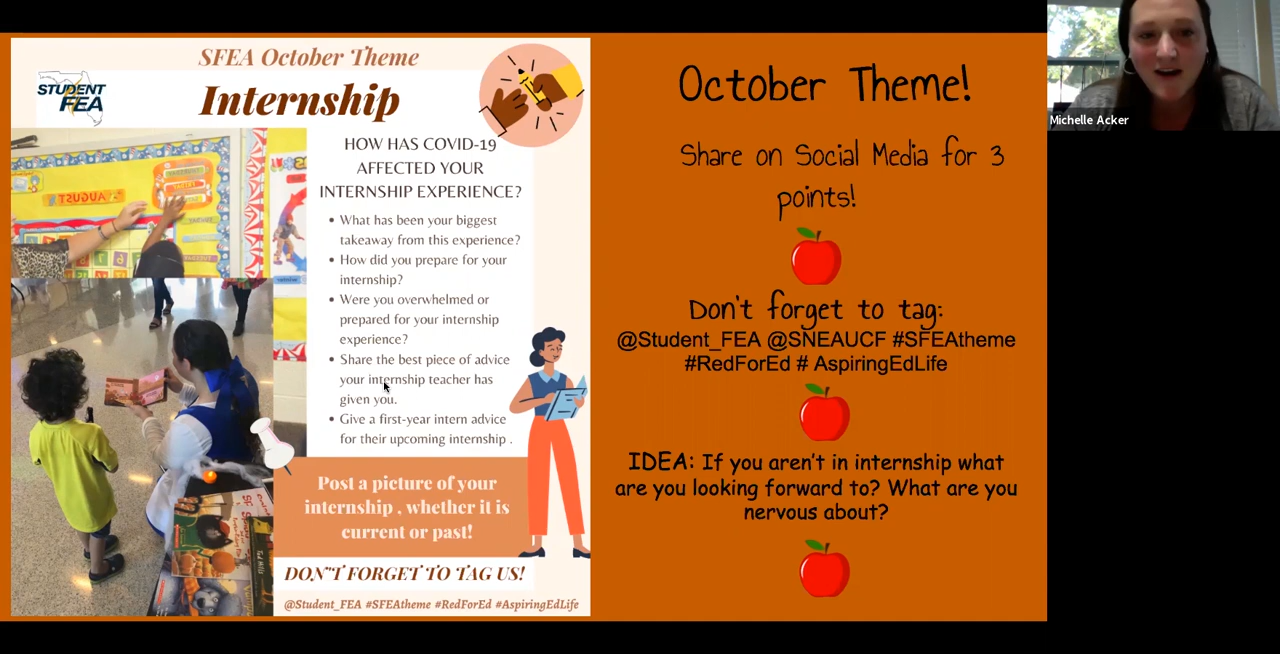 SFEA October Theme
STUDENT
FEA
Internship
HOW HAS COVID-19
AFFECTED YOUR
INTERNSHIP EXPERIENCE?
• What has been your biggest
takeaway from this experience?
• How did you prepare for your
internship?
• Were you overwhelmed or
prepared for your internship
experience?
• Share the best piece of advice
your internship teacher has
given you.
• Give a first-year intern advice
for their upcoming internship .
Post a picture of your
internship , whether it is
current or past!
DON'T FORGET TO TAG US!
@Student_FEA #SFEAtheme #RedForEd #AspiringEdLife
AUGUST
October Theme!
Share on Social Media for 3
points!
Don't forget to tag:
@Student_FEA @SNEAUCF #SFEAtheme
#RedForEd # AspiringEdLife
IDEA: If you aren't in internship what
are you looking forward to? What are you
nervous about?
Michelle Acker